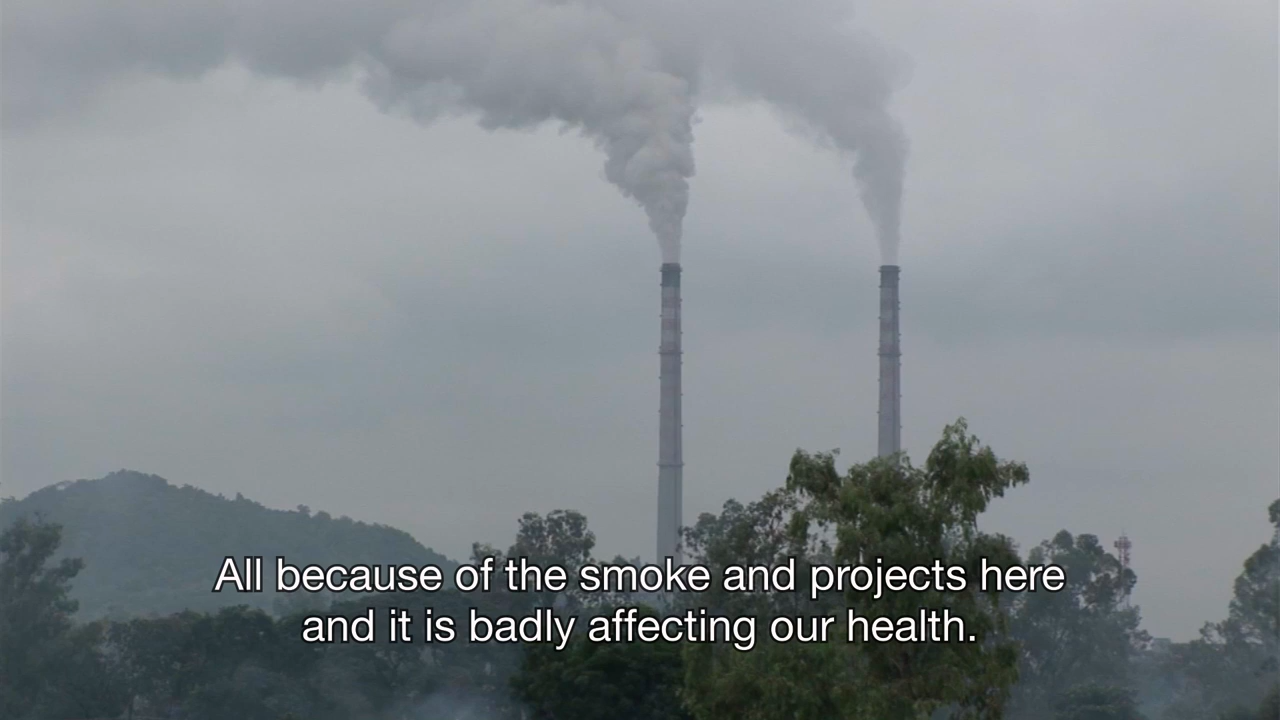 All because of the smoke and projects here
and it is badly affecting our health.